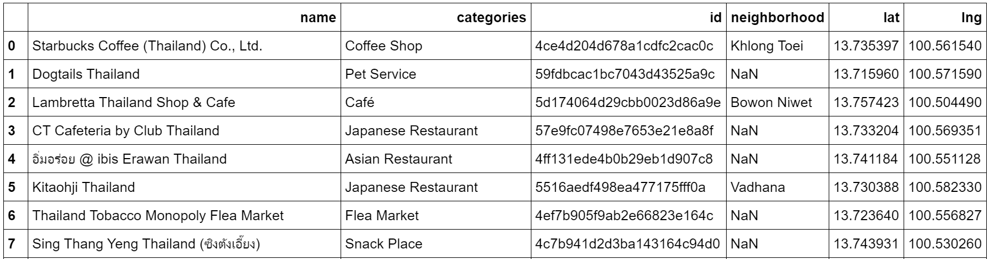 name categories id neighborhood lat lng
0 Starbucks Coffee (Thailand) Co., Ltd. Coffee Shop 4ce4d204d678a1cdfc2cac0c Khlong Toei 13.735397 100.561540
1 Dogtails Thailand Pet Service 59fdbcac1bc7043d43525a9c NaN 13.715960 100.571590
2 Lambretta Thailand Shop & Cafe Café 5d174064d29cbb0023d86a9e Bowon Niwet 13.757423 100.504490
3 CT Cafeteria by Club Thailand Japanese Restaurant 57e9fc07498e7653e21e8a8f NaN 13.733204 100.569351
4 อิ่มอร่อย @ ibis Erawan Thailand Asian Restaurant 4ff131ede4b0b29eb1d907c8 NaN 13.741184 100.551128
5 Kitaohji Thailand Japanese Restaurant 5516aedf498ea477175fff0a Vadhana 13.730388 100.582330
6 Thailand Tobacco Monopoly Flea Market Flea Market 4ef7b905f9ab2e66823e164c NaN 13.723640 100.556827
7 Sing Thang Yeng Thailand (ซิงตังเอี๊ยง) Snack Place 4c7b941d2d3ba143164c94d0 NaN 13.743931 100.530260